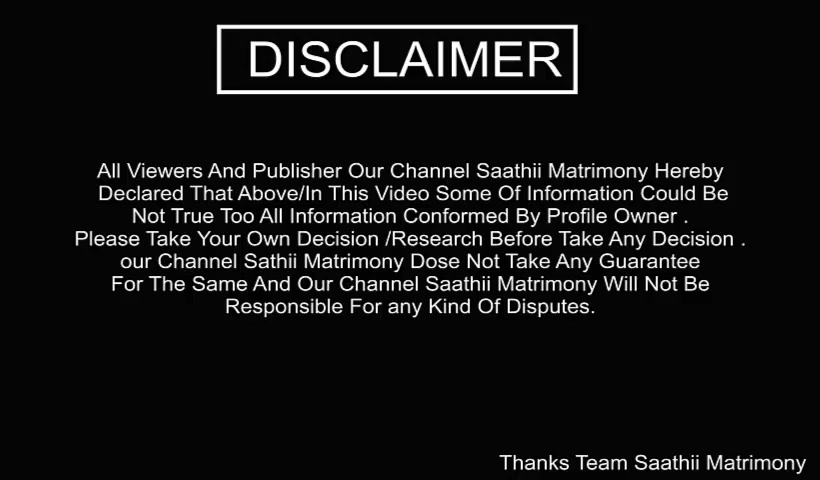 DISCLAIMER
All Viewers And Publisher Our Channel Saathii Matrimony Hereby
Declared That Above/In This Video Some Of Information Could Be
Not True Too All Information Conformed By Profile Owner .
Please Take Your Own Decision /Research Before Take Any Decision .
our Channel Sathii Matrimony Dose Not Take Any Guarantee
For The Same And Our Channel Saathii Matrimony Will Not Be
Responsible For any Kind Of Disputes.
Thanks Team Saathii Matrimony